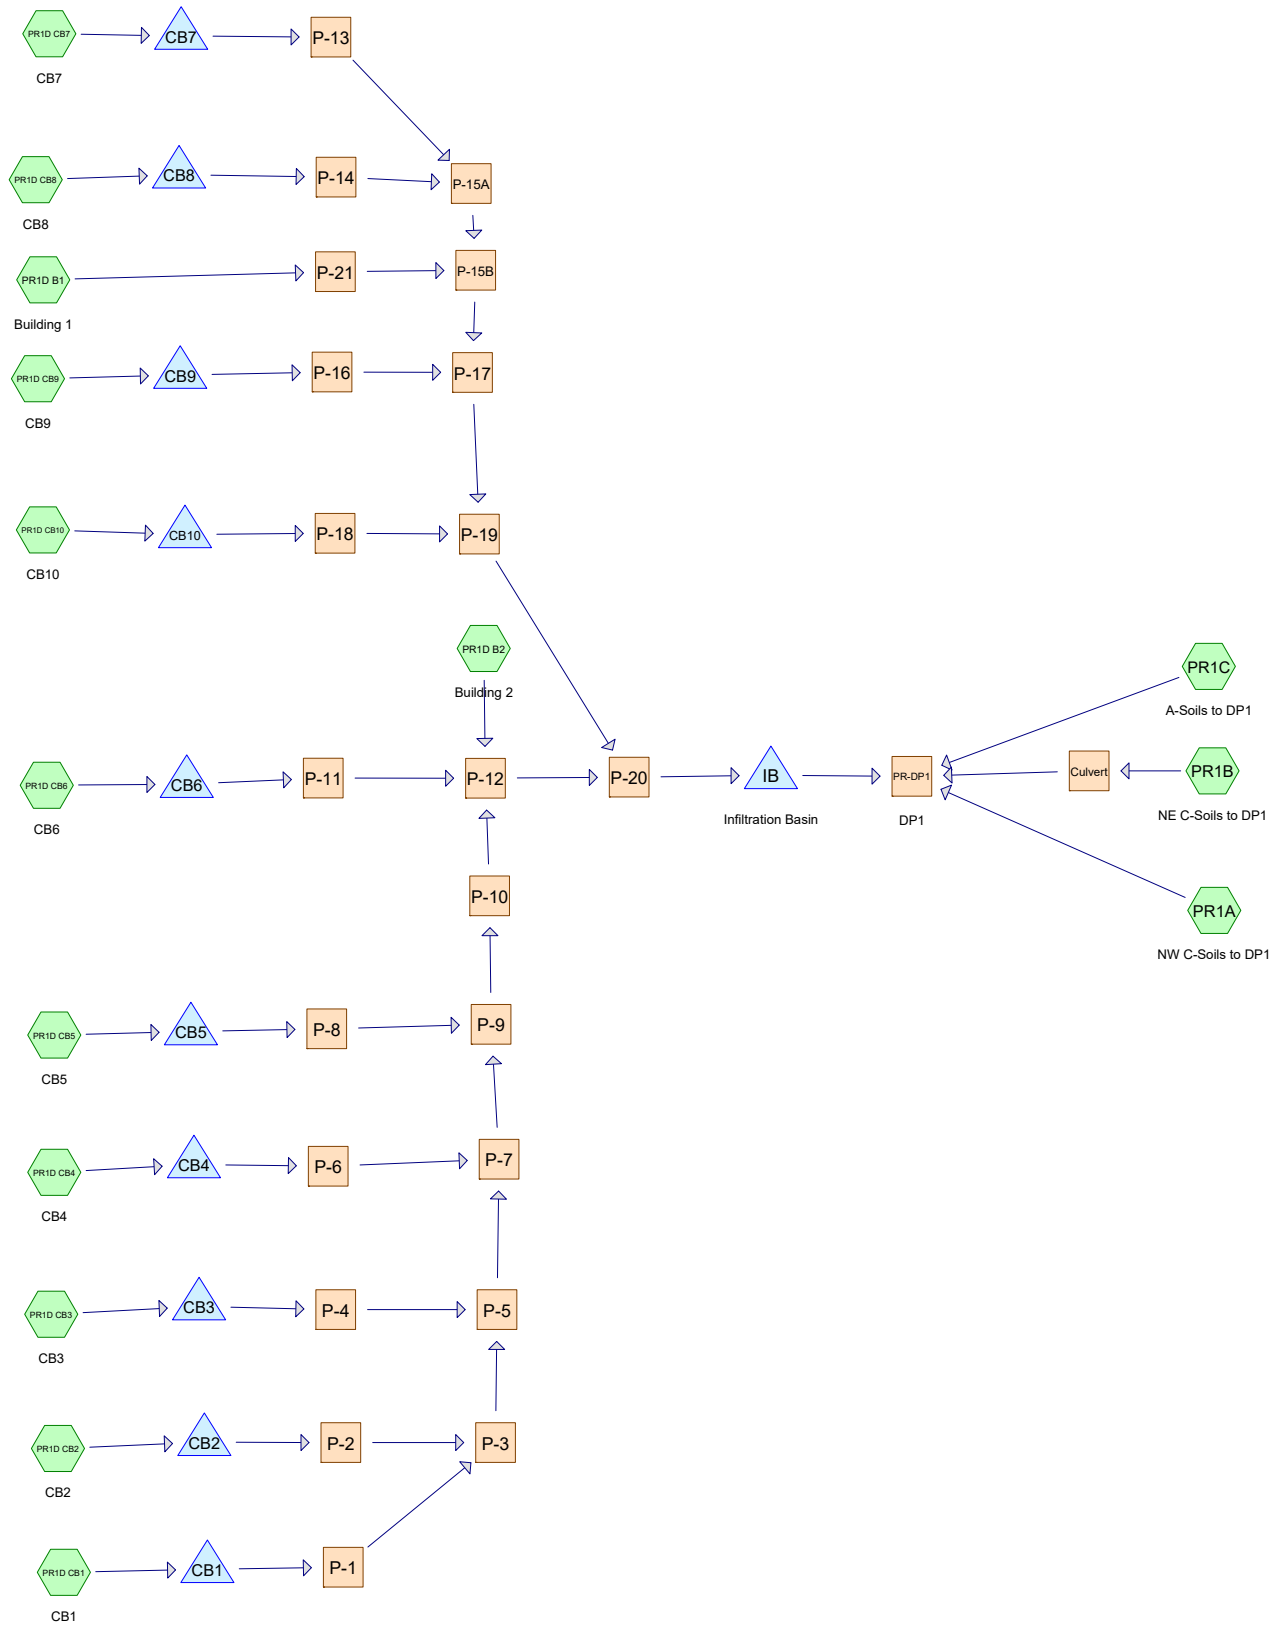 PR1D CB7
CB7
P-13
CB7
PR1D CB8
CB8
P-14
P-15A
CB8
PR1D B1
P-21
P-15B
Building 1
PR1D CB9
CB9
P-16
P-17
CB9
PR1D CB10
CB10
P-18
P-19
CB10
PR1D B2
Building 2
PR1C
A-Soils to DP1
PR1D CB6
CB6
P-11
P-12
P-20
IB
PR-DP1
Culvert
PR1B
CB6
Infiltration Basin
DP1
NE C-Soils to DP1
P-10
PR1A
NW C-Soils to DP1
PR1D CB5
CB5
P-8
P-9
CB5
PR1D CB4
CB4
P-6
P-7
CB4
PR1D CB3
CB3
P-4
P-5
CB3
PR1D CB2
CB2
P-2
P-3
CB2
PR1D CB1
CB1
P-1
CB1